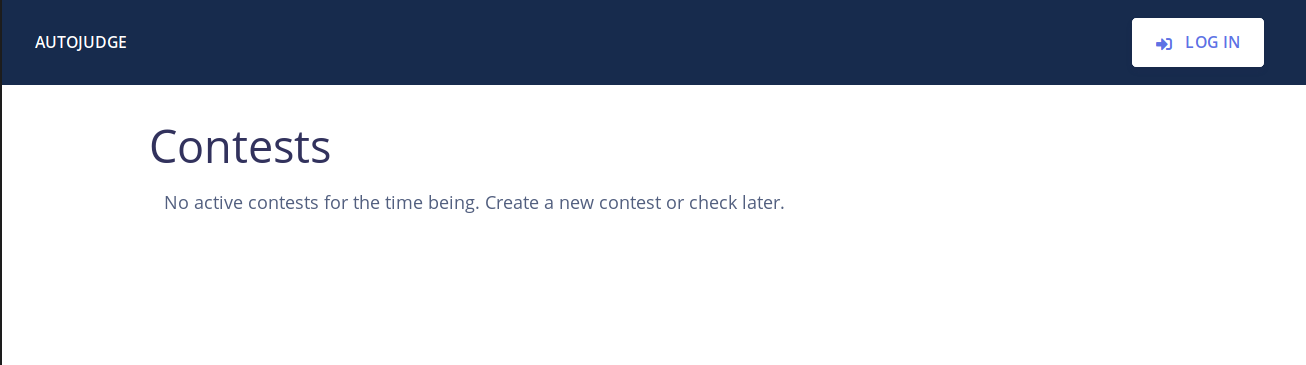 AUTOJUDGE
LOG IN
Contests
No active contests for the time being. Create a new contest or check later.